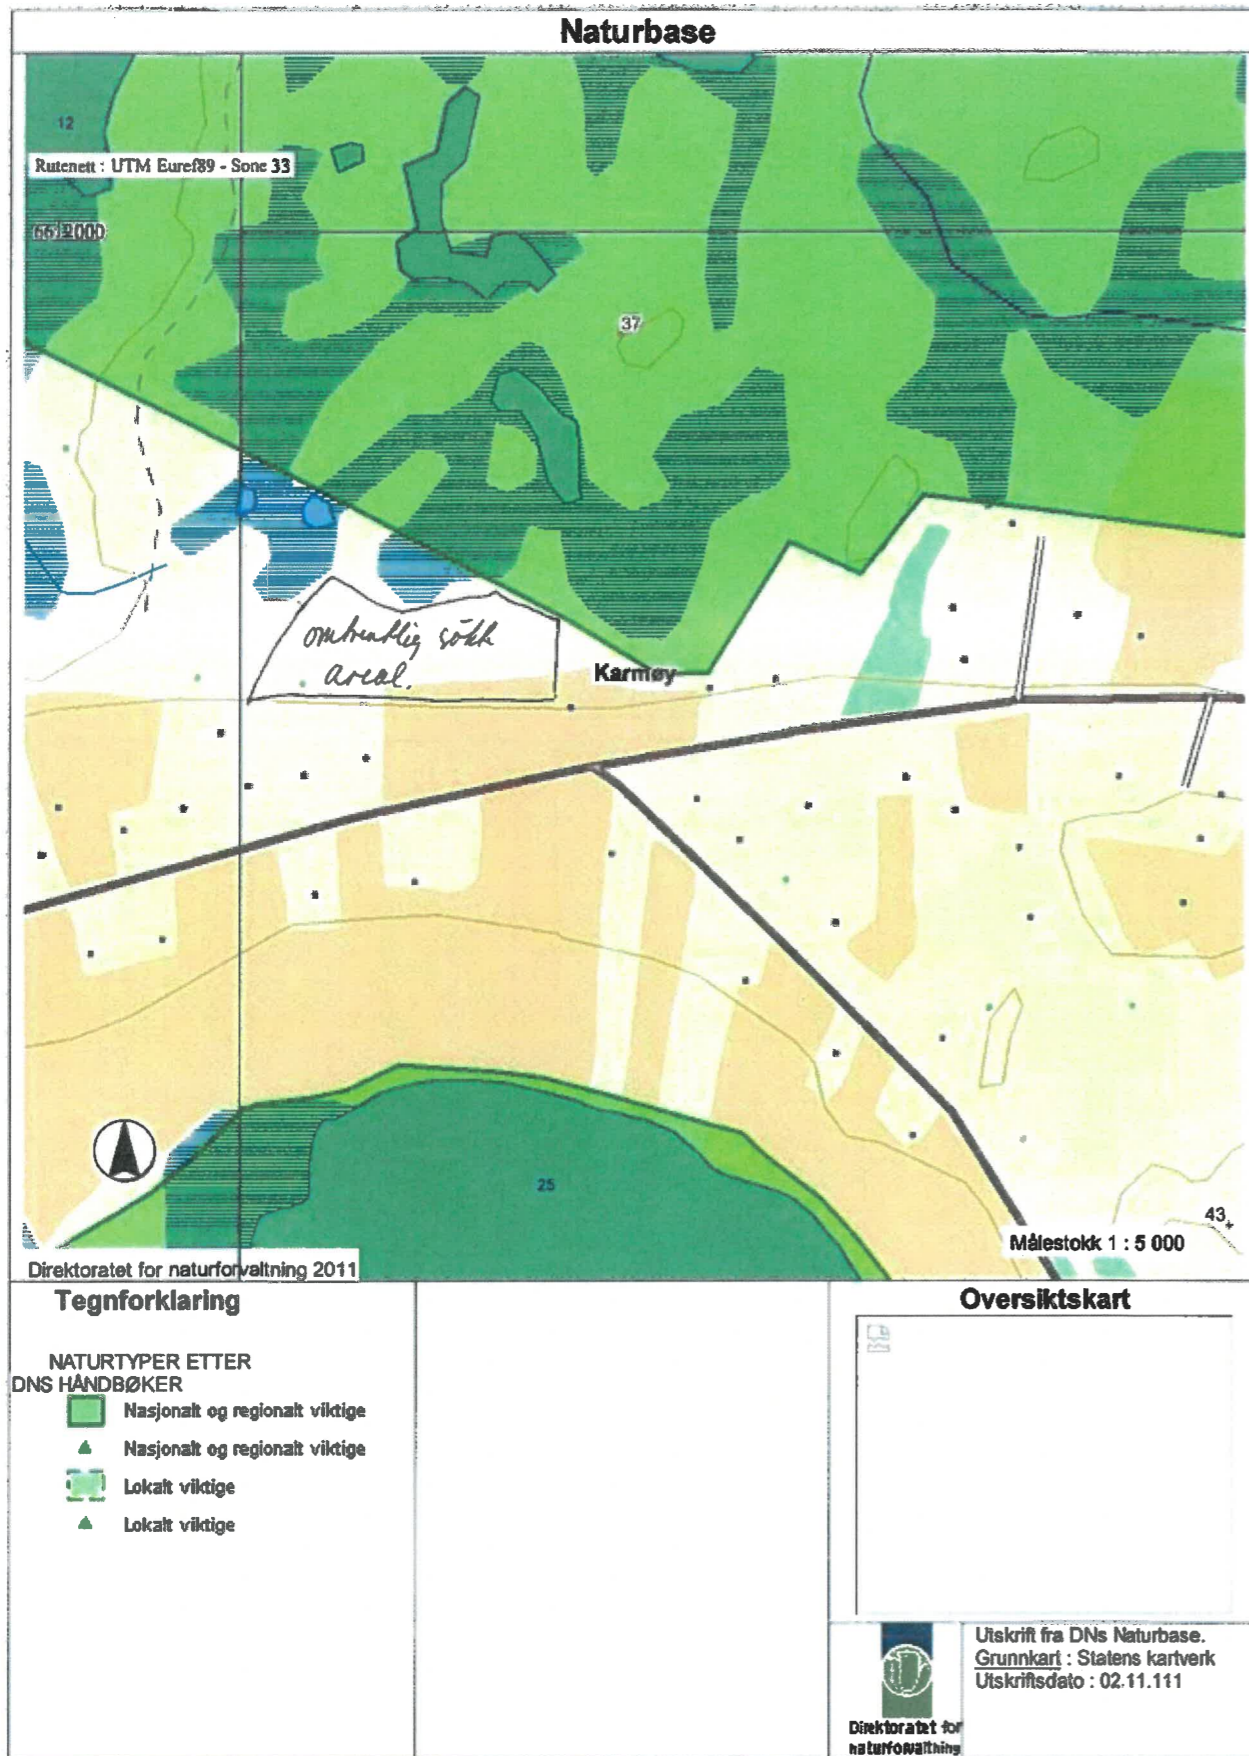 Naturbase
12
Rutenett : UTM Euref89 - Sone 33
6612000
37
omtrentlig søkk
areal.
Karmøy
25
43
Målestokk 1 : 5 000
Direktoratet for naturforvaltning 2011
Tegnforklaring
NATURTYPER ETTER
DNS HÅNDBØKER
Nasjonalt og regionalt viktige
Nasjonalt og regionalt viktige
Lokalt viktige
Lokalt viktige
Oversiktskart
Direktoratet for
naturforvaltning
Utskrift fra DNs Naturbase.
Grunnkart : Statens kartverk
Utskriftsdato : 02.11.111